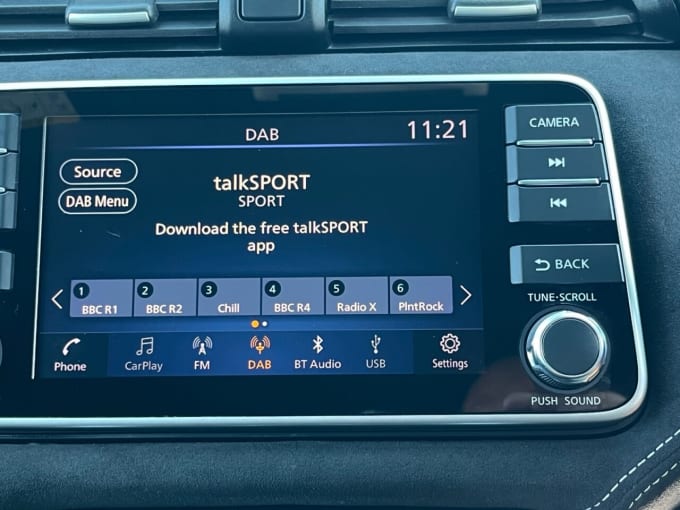 DAB
11:21
Source
DAB Menu
talkSPORT
SPORT
Download the free talkSPORT
app
1 2 3 4 5 6
BBC R1 BBC R2 Chill BBC R4 Radio X PlntRock
Phone CarPlay FM DAB BT Audio USB Settings
CAMERA
BACK
TUNE·SCROLL
PUSH SOUND